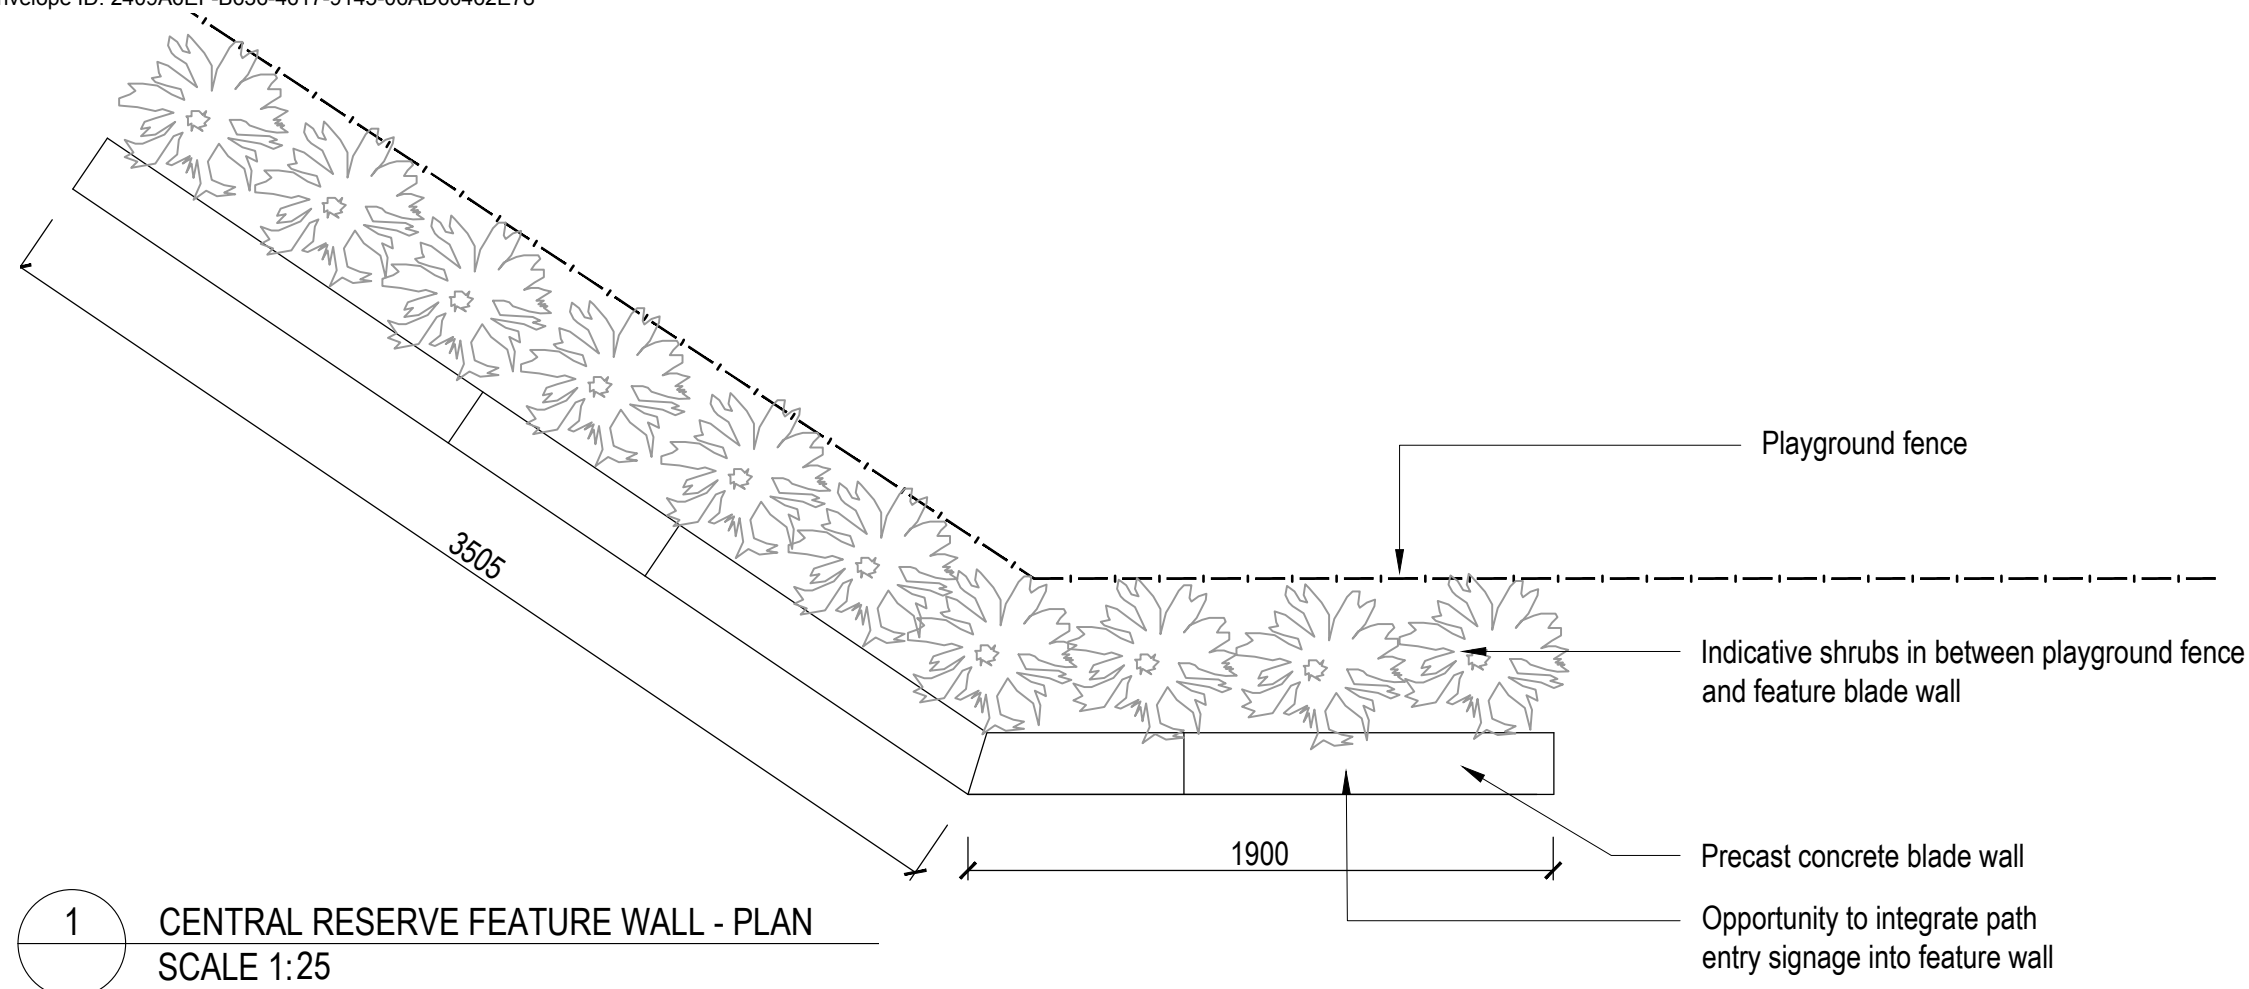 Playground fence
3505
Indicative shrubs in between playground fence
and feature blade wall
1900
Precast concrete blade wall
Opportunity to integrate path
entry signage into feature wall
1
CENTRAL RESERVE FEATURE WALL - PLAN
SCALE 1:25